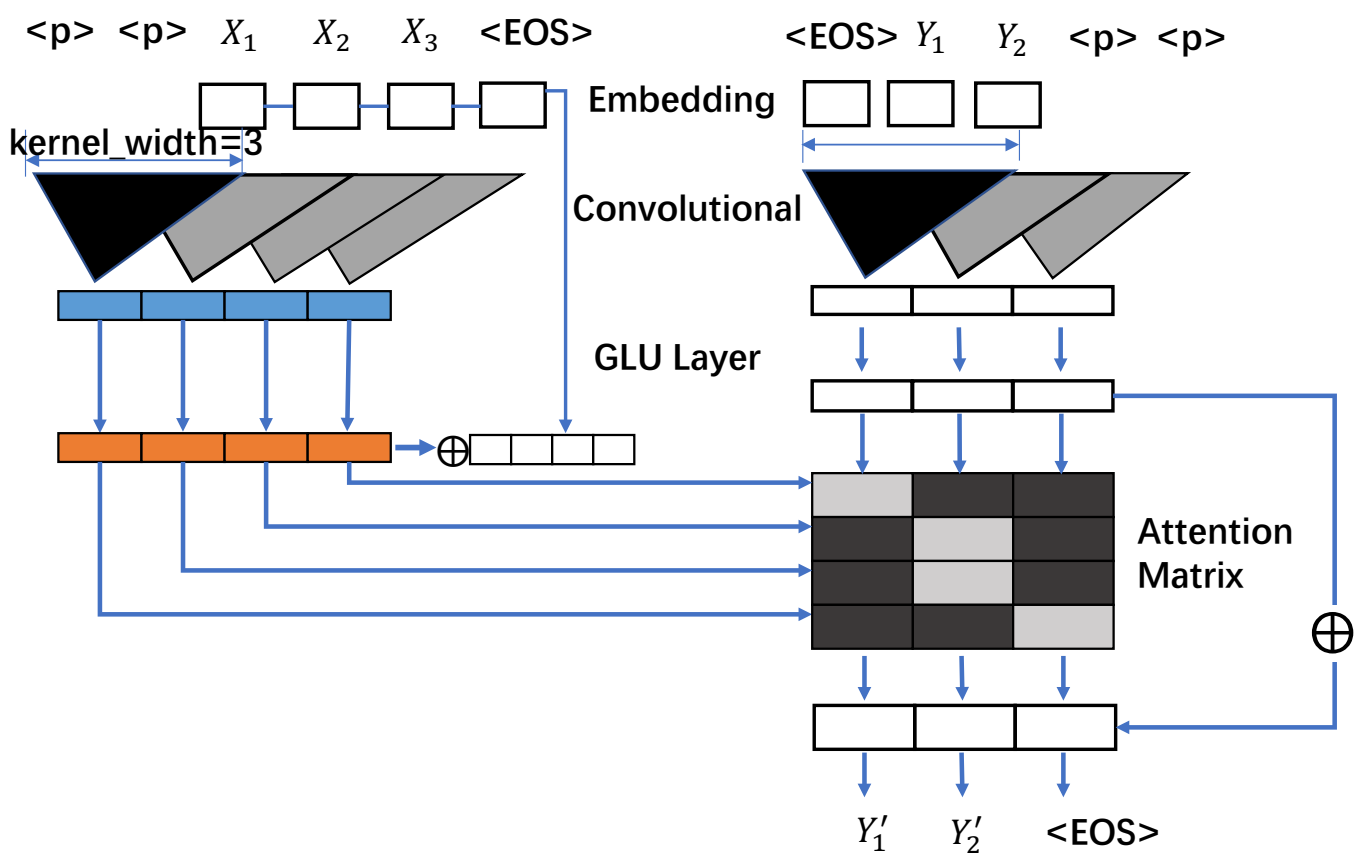 <p> <p> X₁ X₂ X₃ <EOS>
<EOS> Y₁ Y₂ <p> <p>
Embedding
kernel_width=3
Convolutional
GLU Layer
Attention
Matrix
Y₁′ Y₂′ <EOS>